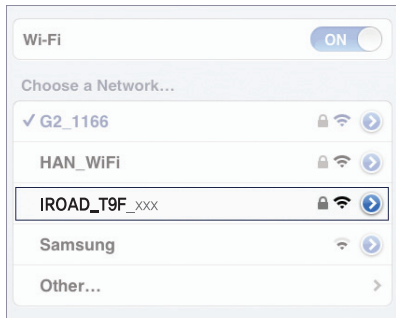 Wi-Fi ON
Choose a Network...
G2_1166
HAN_WiFi
IROAD_T9F_xxx
Samsung
Other...